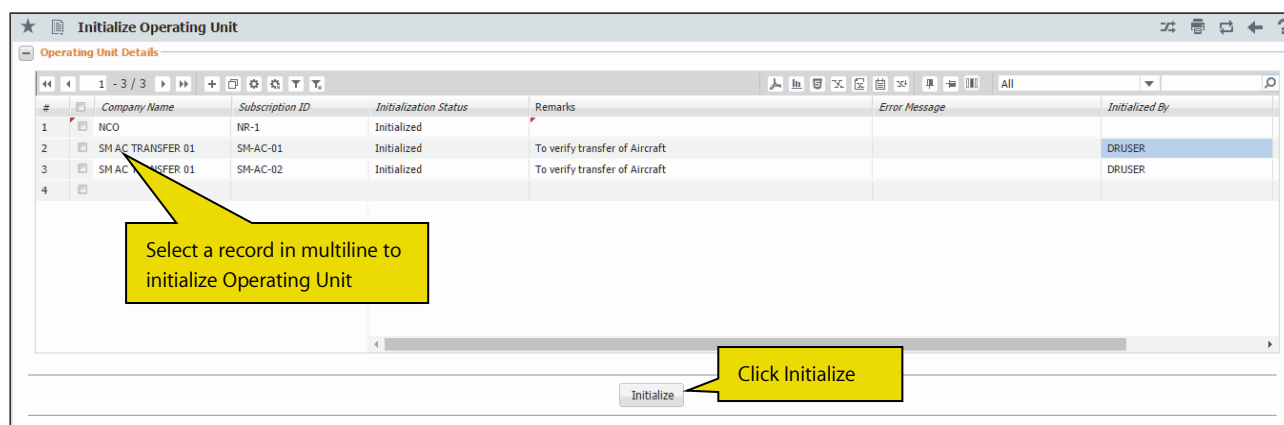 Initialize Operating Unit
Operating Unit Details
1 - 3 / 3 All
# Company Name Subscription ID Initialization Status Remarks Error Message Initialized By
1 NCO NR-1 Initialized
2 SM AC TRANSFER 01 SM-AC-01 Initialized To verify transfer of Aircraft DRUSER
3 SM AC 01 SM-AC-02 Initialized To verify transfer of Aircraft DRUSER
4
Select a record in multiline to
initialize Operating Unit
Click Initialize
Initialize